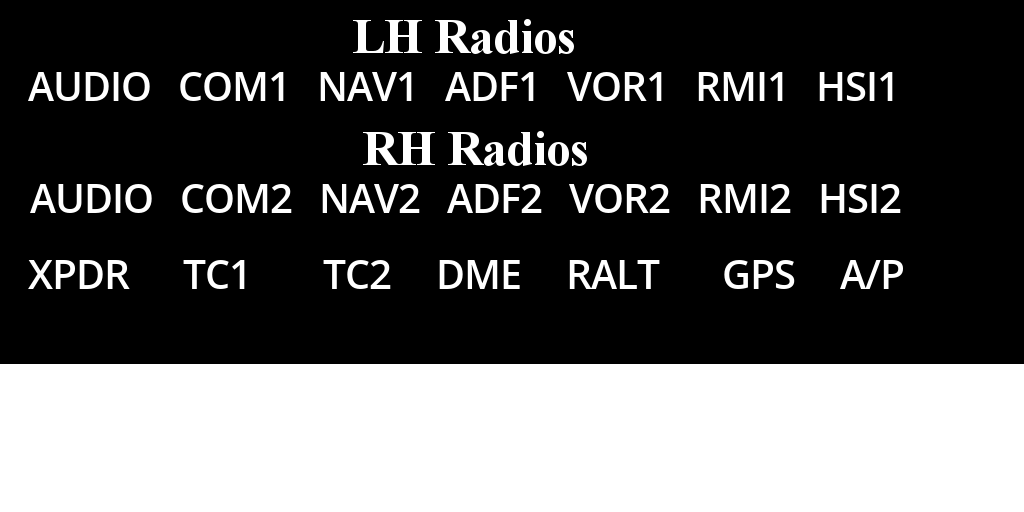 LH Radios
AUDIO COM1 NAV1 ADF1 VOR1 RMI1 HSI1
RH Radios
AUDIO COM2 NAV2 ADF2 VOR2 RMI2 HSI2
XPDR TC1 TC2 DME RALT GPS A/P